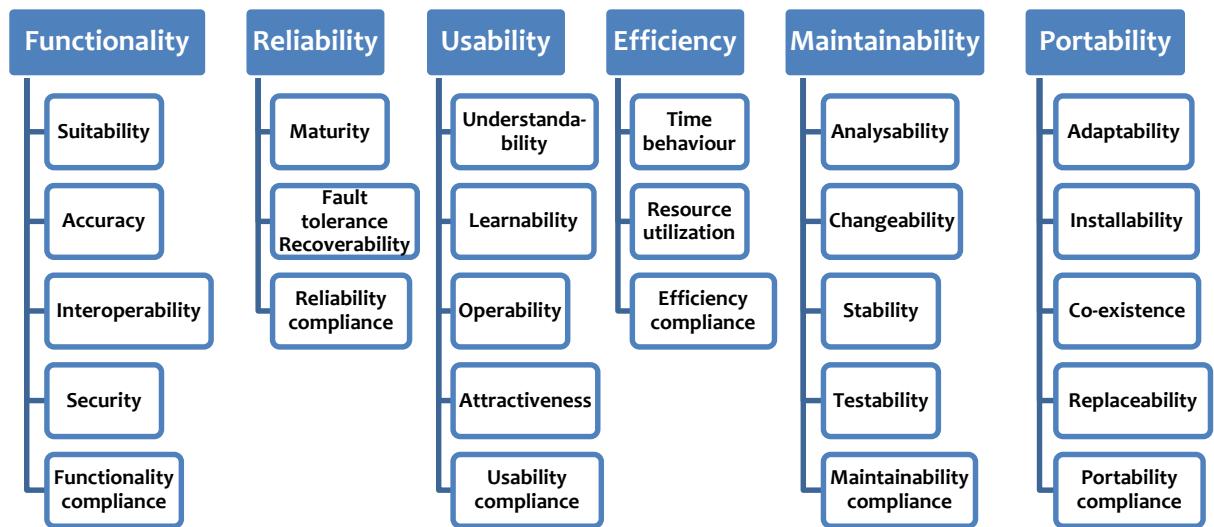 Functionality
Suitability
Accuracy
Interoperability
Security
Functionality
compliance
Reliability
Maturity
Fault
tolerance
Recoverability
Reliability
compliance
Usability
Understanda-
bility
Learnability
Operability
Attractiveness
Usability
compliance
Efficiency
Time
behaviour
Resource
utilization
Efficiency
compliance
Maintainability
Analysability
Changeability
Stability
Testability
Maintainability
compliance
Portability
Adaptability
Installability
Co-existence
Replaceability
Portability
compliance